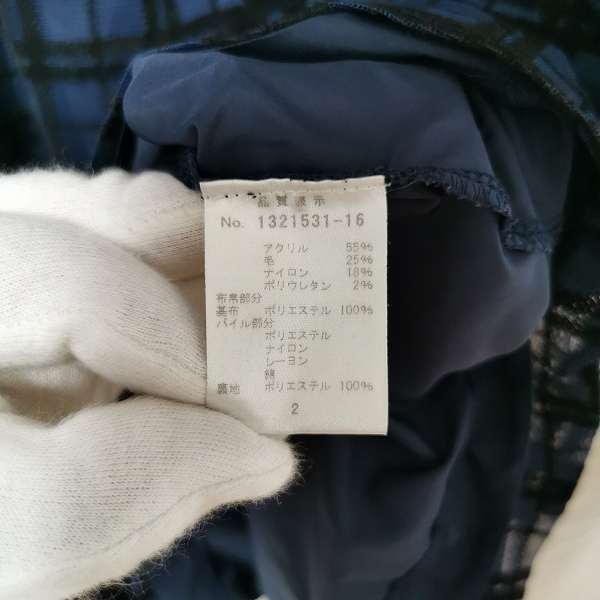 品質表示
No. 1321531-16
アクリル 55%
毛 25%
ナイロン 18%
ポリウレタン 2%
布帛部分
基布 ポリエステル 100%
パイル部分
ポリエステル
ナイロン
レーヨン
綿
裏地 ポリエステル 100%
2